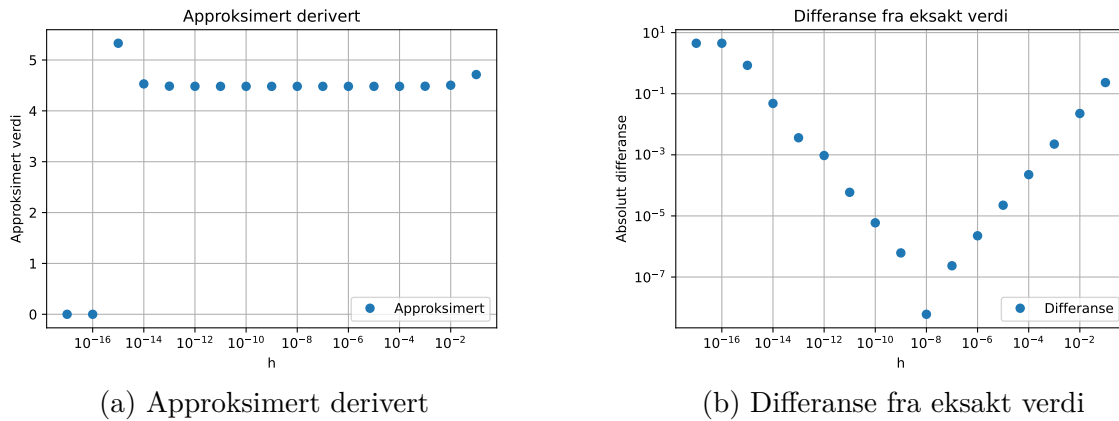 Approksimert derivert
Approksimert verdi
5
4
3
2
1
0
Approksimert
10⁻¹⁶ 10⁻¹⁴ 10⁻¹² 10⁻¹⁰ 10⁻⁸ 10⁻⁶ 10⁻⁴ 10⁻²
h
(a) Approksimert derivert
Differanse fra eksakt verdi
Absolutt differanse
10¹
10⁻¹
10⁻³
10⁻⁵
10⁻⁷
Differanse
10⁻¹⁶ 10⁻¹⁴ 10⁻¹² 10⁻¹⁰ 10⁻⁸ 10⁻⁶ 10⁻⁴ 10⁻²
h
(b) Differanse fra eksakt verdi